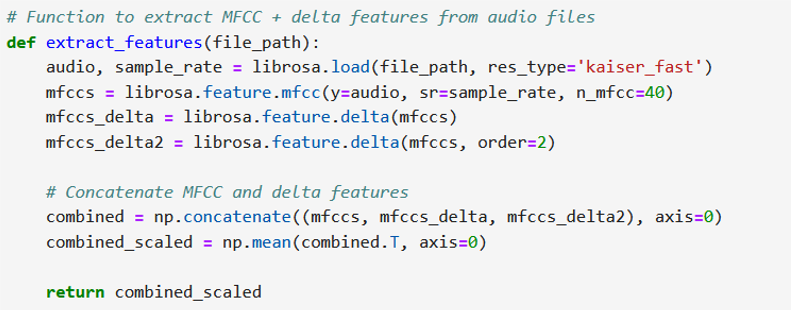 # Function to extract MFCC + delta features from audio files
def extract_features(file_path):
    audio, sample_rate = librosa.load(file_path, res_type='kaiser_fast')
    mfccs = librosa.feature.mfcc(y=audio, sr=sample_rate, n_mfcc=40)
    mfccs_delta = librosa.feature.delta(mfccs)
    mfccs_delta2 = librosa.feature.delta(mfccs, order=2)

    # Concatenate MFCC and delta features
    combined = np.concatenate((mfccs, mfccs_delta, mfccs_delta2), axis=0)
    combined_scaled = np.mean(combined.T, axis=0)

    return combined_scaled